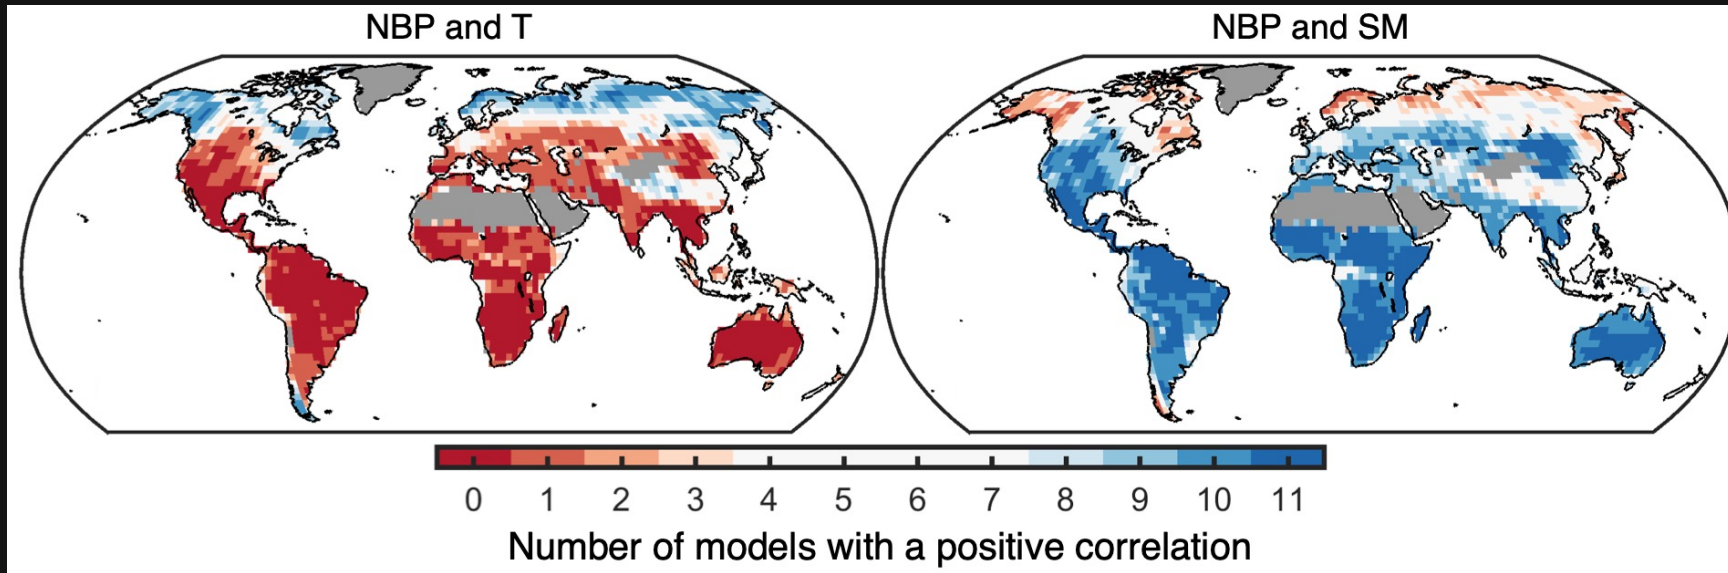 NBP and T
NBP and SM
0 1 2 3 4 5 6 7 8 9 10 11
Number of models with a positive correlation